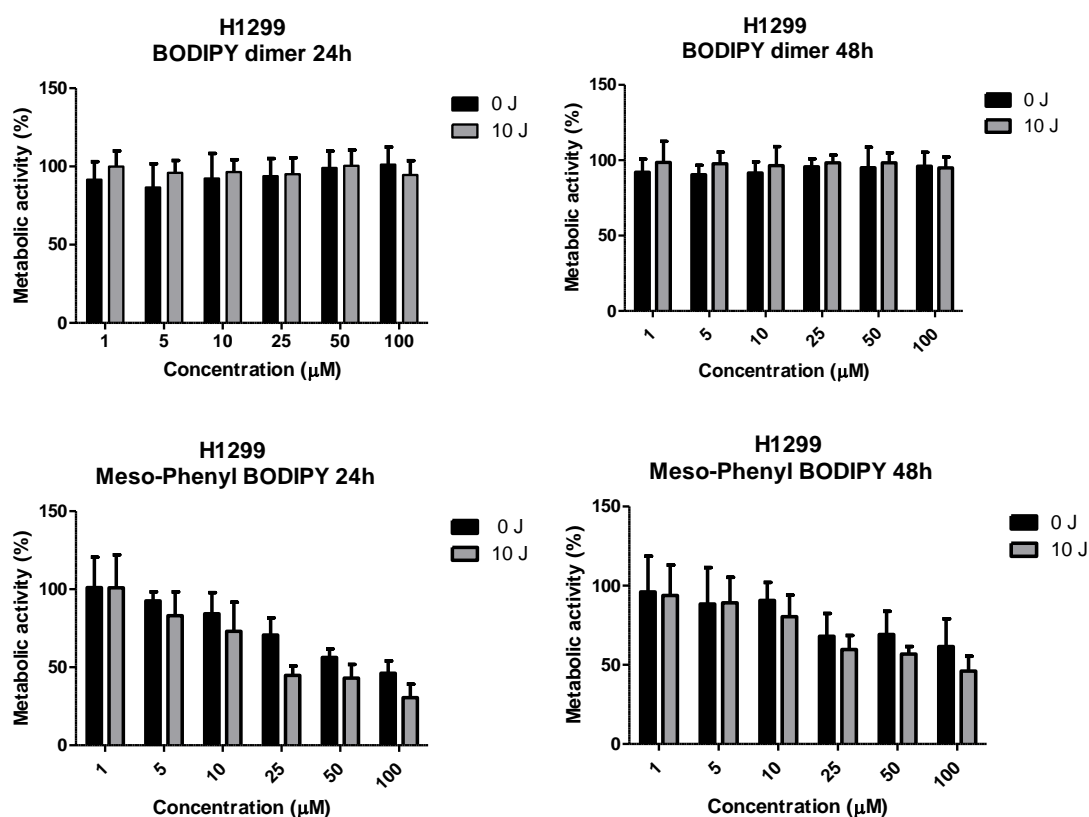 H1299
BODIPY dimer 24h
Metabolic activity (%)
150
100
50
0
1 5 10 25 50 100
Concentration (μM)
0 J
10 J
H1299
BODIPY dimer 48h
Metabolic activity (%)
150
100
50
0
1 5 10 25 50 100
Concentration (μM)
0 J
10 J
H1299
Meso-Phenyl BODIPY 24h
Metabolic activity (%)
150
100
50
0
1 5 10 25 50 100
Concentration (μM)
0 J
10 J
H1299
Meso-Phenyl BODIPY 48h
Metabolic activity (%)
150
100
50
0
1 5 10 25 50 100
Concentration (μM)
0 J
10 J